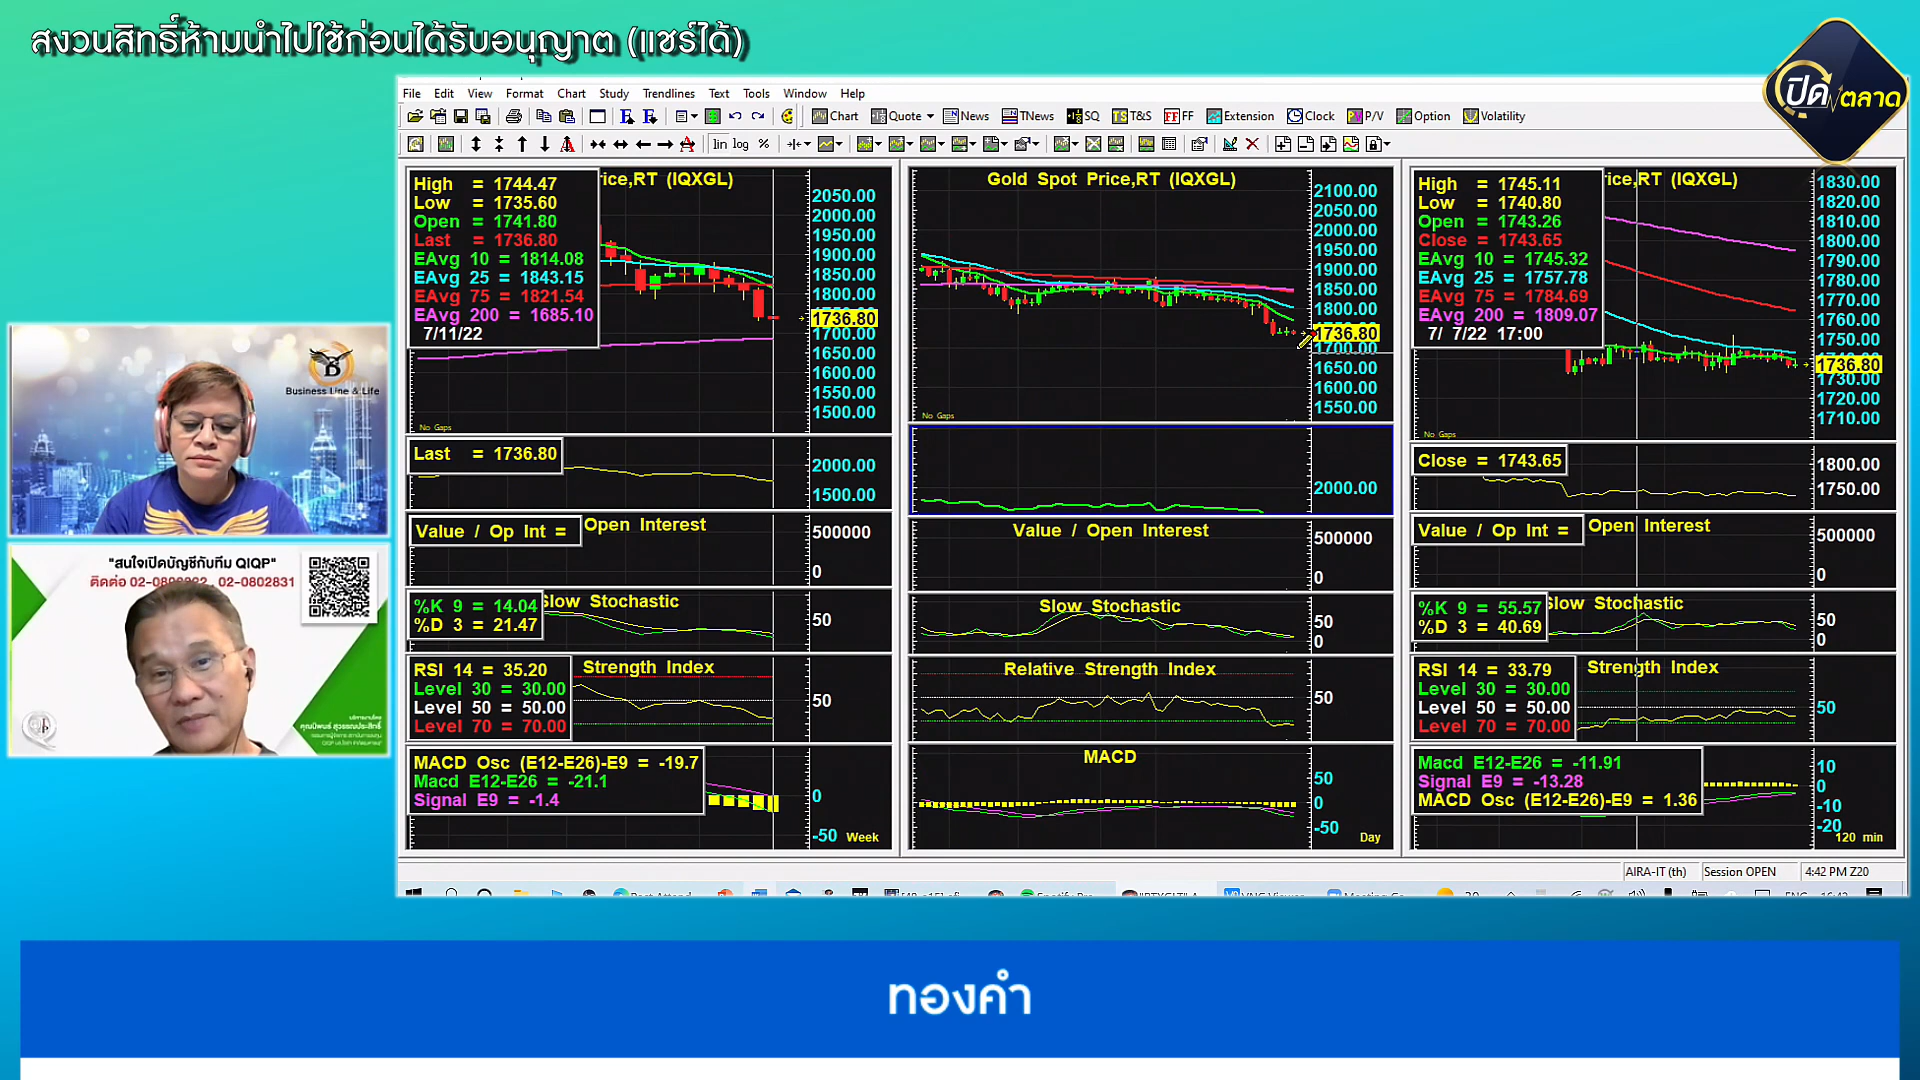 สงวนสิทธิ์ห้ามนำไปใช้ก่อนได้รับอนุญาต (แชร์ได้)
ปิดตลาด
File Edit View Format Chart Study Trendlines Text Tools Window Help
Chart Quote News TNews SQ T&S FF Extension Clock P/V Option Volatility
lin log %
High = 1744.47
Low = 1735.60
Open = 1741.80
Last = 1736.80
EAvg 10 = 1814.08
EAvg 25 = 1843.15
EAvg 75 = 1821.54
EAvg 200 = 1685.10
7/11/22
rice,RT (IQXGL)
2050.00
2000.00
1950.00
1900.00
1850.00
1800.00
1736.80
1700.00
1650.00
1600.00
1550.00
1500.00
No Gaps
Last = 1736.80
2000.00
1500.00
Value / Op Int =
Open Interest
500000
0
%K 9 = 14.04
%D 3 = 21.47
Slow Stochastic
50
RSI 14 = 35.20
Level 30 = 30.00
Level 50 = 50.00
Level 70 = 70.00
Strength Index
50
MACD Osc (E12-E26)-E9 = -19.7
Macd E12-E26 = -21.1
Signal E9 = -1.4
0
-50
Week
Gold Spot Price,RT (IQXGL)
2100.00
2050.00
2000.00
1950.00
1900.00
1850.00
1800.00
1736.80
1700.00
1650.00
1600.00
1550.00
No Gaps
2000.00
Value / Open Interest
500000
0
Slow Stochastic
50
0
Relative Strength Index
50
MACD
50
0
-50
Day
High = 1745.11
Low = 1740.80
Open = 1743.26
Close = 1743.65
EAvg 10 = 1745.32
EAvg 25 = 1757.78
EAvg 75 = 1784.69
EAvg 200 = 1809.07
7/ 7/22 17:00
rice,RT (IQXGL)
1830.00
1820.00
1810.00
1800.00
1790.00
1780.00
1770.00
1760.00
1750.00
1736.80
1730.00
1720.00
1710.00
No Gaps
Close = 1743.65
1800.00
1750.00
Value / Op Int =
Open Interest
500000
0
%K 9 = 55.57
%D 3 = 40.69
Slow Stochastic
50
0
RSI 14 = 33.79
Level 30 = 30.00
Level 50 = 50.00
Level 70 = 70.00
Strength Index
50
Macd E12-E26 = -11.91
Signal E9 = -13.28
MACD Osc (E12-E26)-E9 = 1.36
10
0
-10
-20
120 min
AIRA-IT (th) Session OPEN 4:42 PM Z20
B
Business Line & Life
"สนใจเปิดบัญชีกับทีม QIQP"
02-0802831
ทองคำ